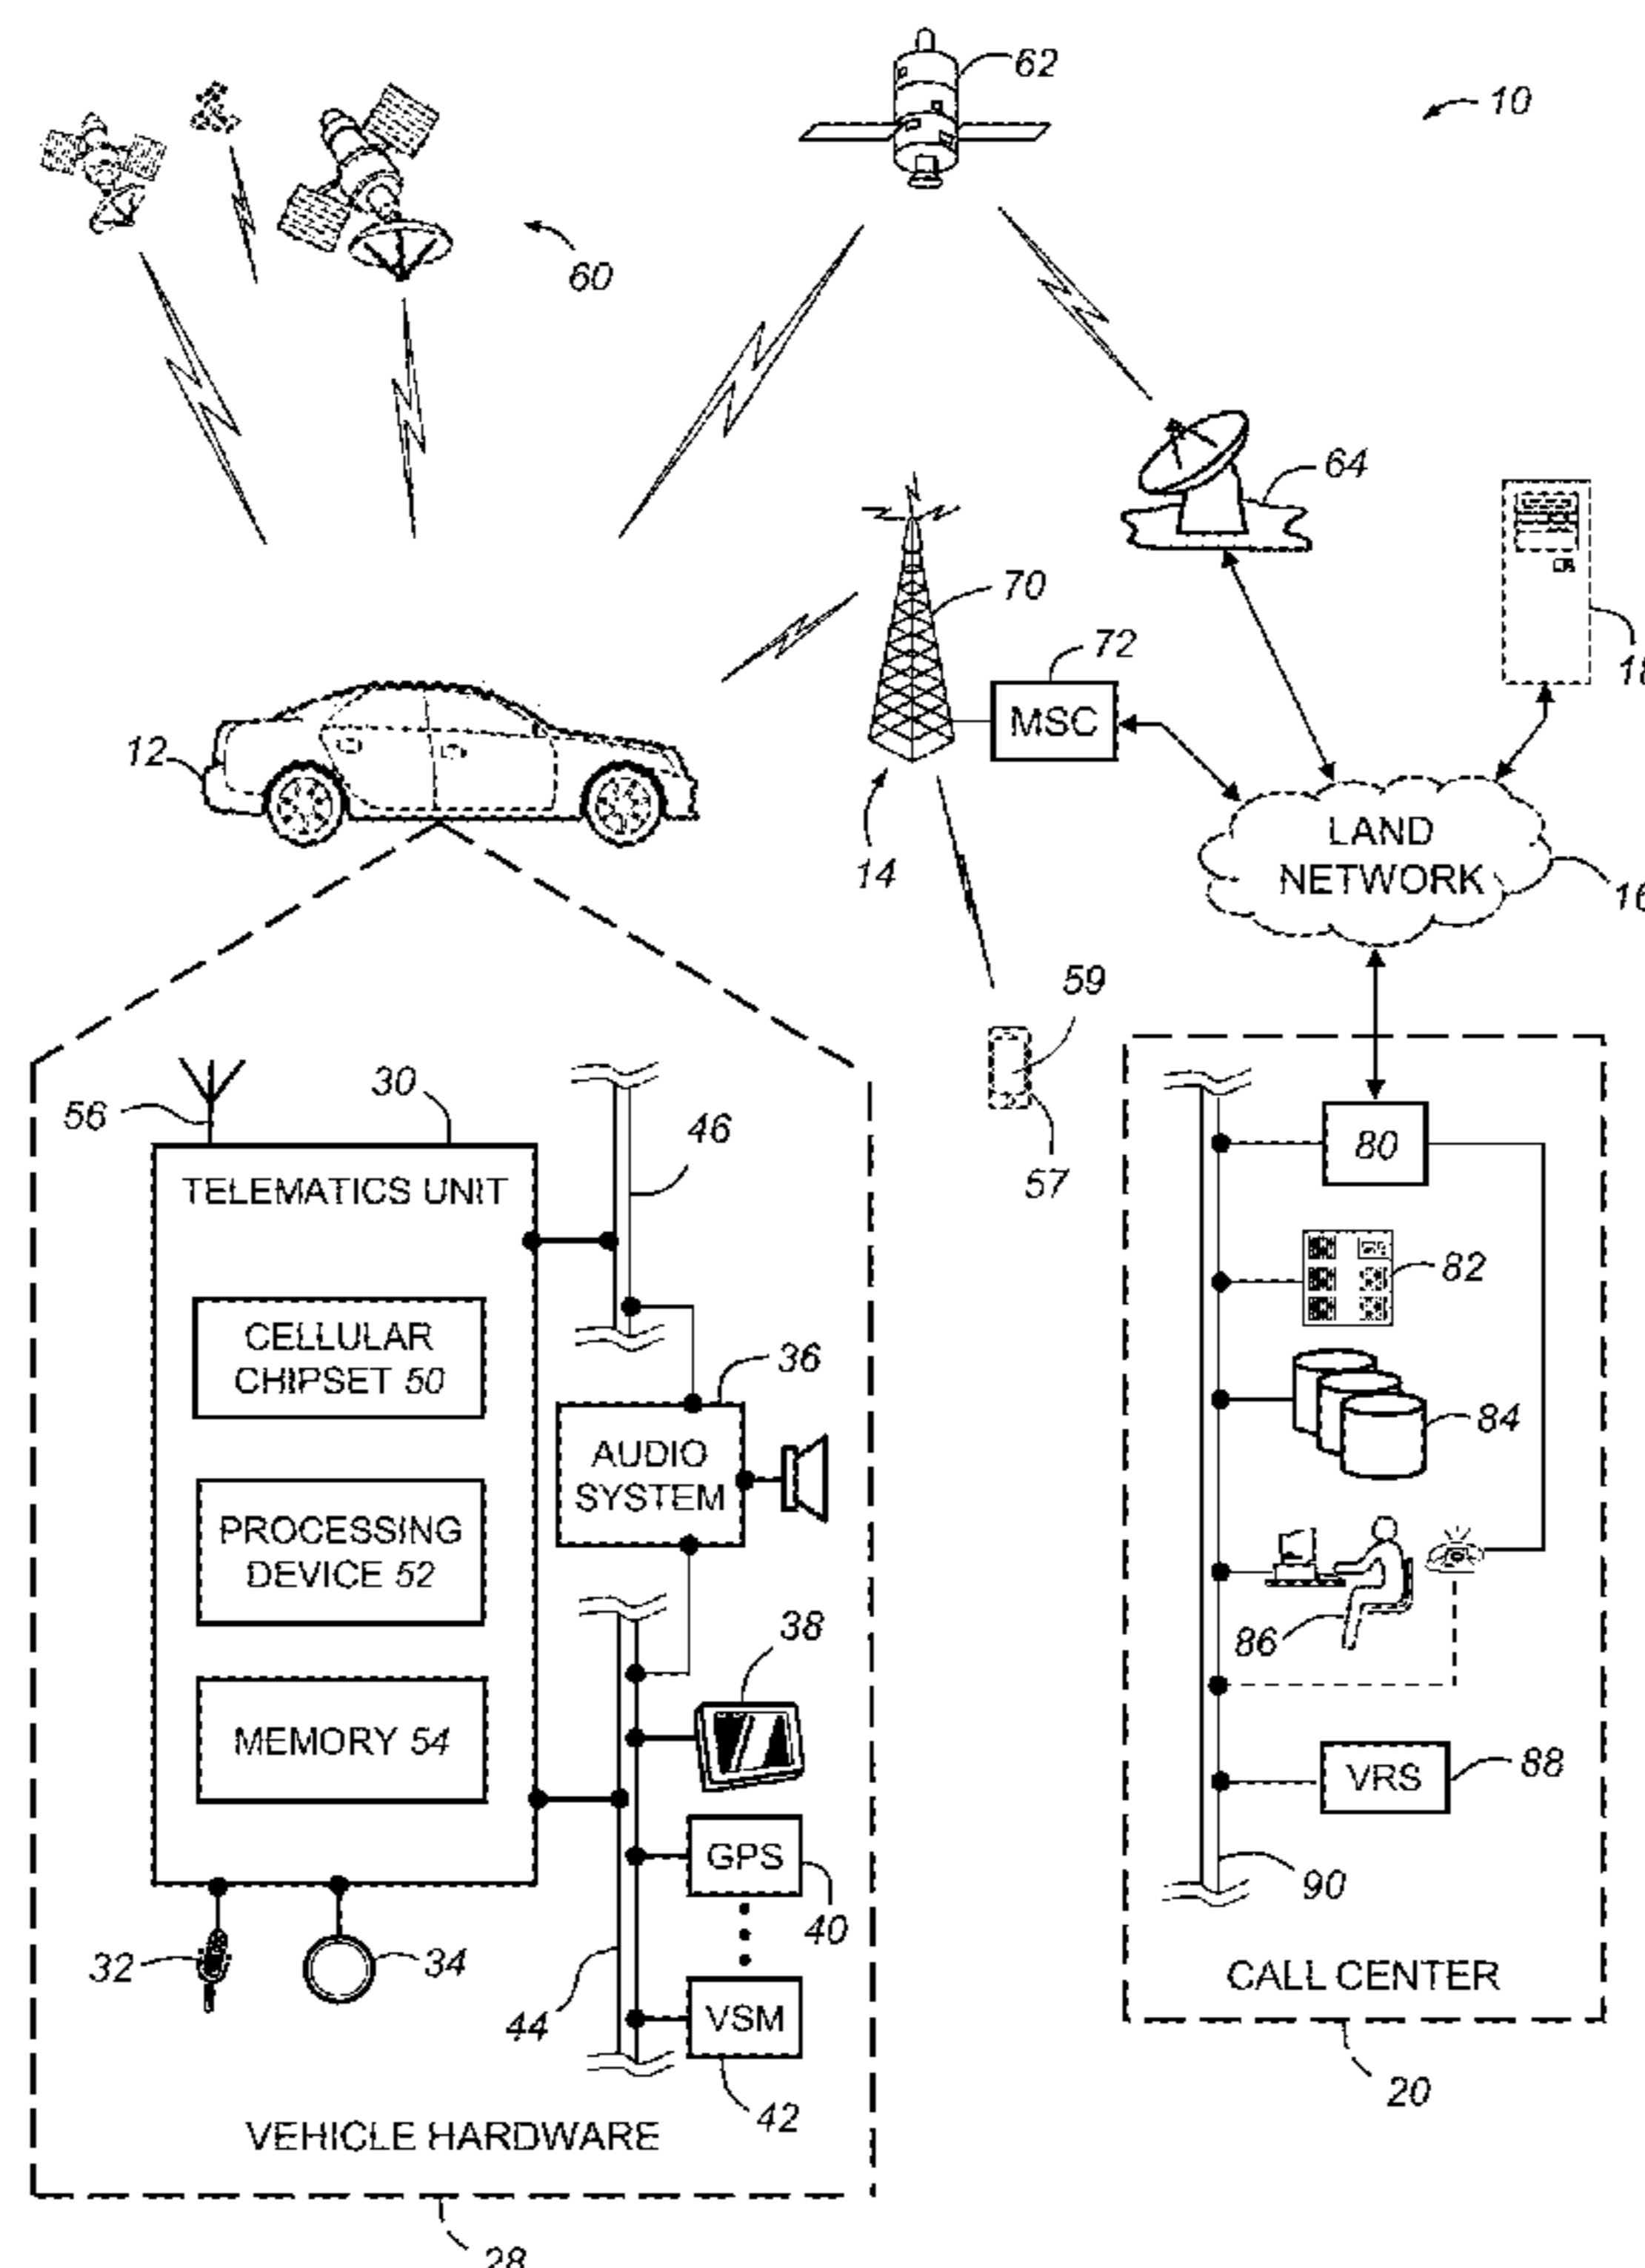 62
10
60
64
70
18
72
MSC
12
LAND
NETWORK
14
16
59
57
30
56
46
80
TELEMATICS UNIT
82
CELLULAR
CHIPSET 50
36
84
AUDIO
SYSTEM
PROCESSING
DEVICE 52
38
86
MEMORY 54
VRS
88
GPS
90
40
32
34
CALL CENTER
44
VSM
20
42
VEHICLE HARDWARE
28